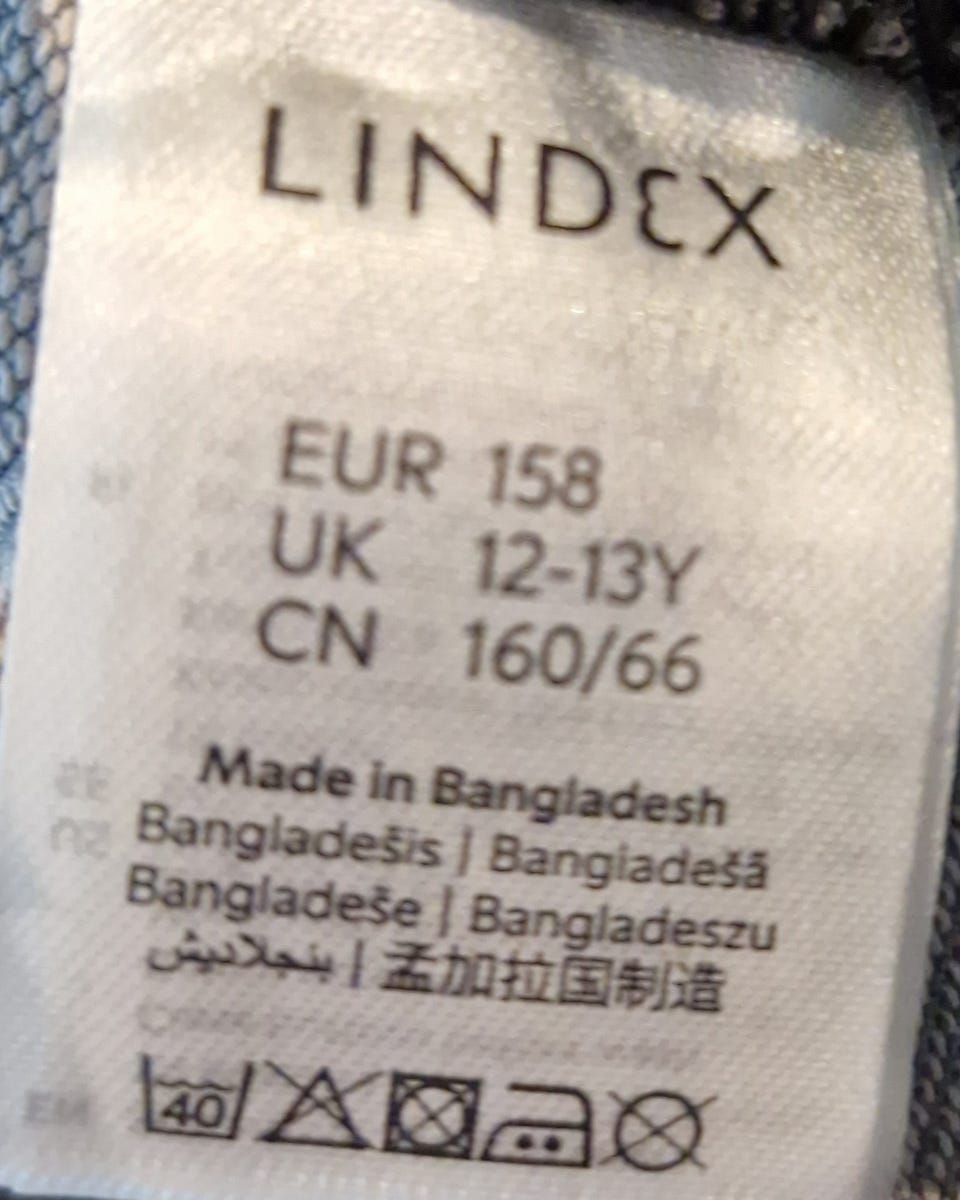 LINDEX
EUR 158
UK 12-13Y
CN 160/66
Made in Bangladesh
Bangladešis | Bangladešā
Bangladeše | Bangladeszu
بنجلاديش | 孟加拉国制造
40